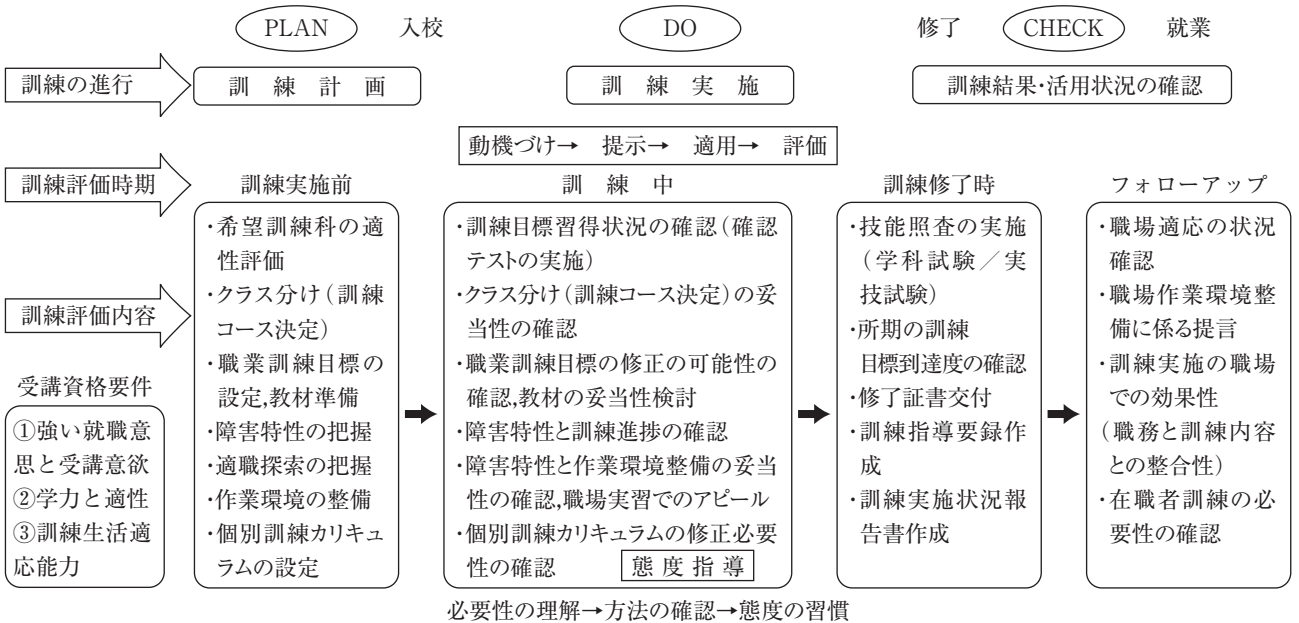 PLAN 入校 DO 修了 CHECK 就業
訓練の進行 訓練計画 訓練実施 訓練結果・活用状況の確認
動機づけ→ 提示→ 適用→ 評価
訓練評価時期 訓練実施前 訓練中 訓練修了時 フォローアップ
訓練評価内容
受講資格要件
①強い就職意
思と受講意欲
②学力と適性
③訓練生活適
応能力
・希望訓練科の適
性評価
・クラス分け（訓練
コース決定）
・職業訓練目標の
設定,教材準備
・障害特性の把握
・適職探索の把握
・作業環境の整備
・個別訓練カリキュ
ラムの設定
・訓練目標習得状況の確認（確認
テストの実施）
・クラス分け（訓練コース決定）の妥
当性の確認
・職業訓練目標の修正の可能性の
確認,教材の妥当性検討
・障害特性と訓練進捗の確認
・障害特性と作業環境整備の妥当
性の確認,職場実習でのアピール
・個別訓練カリキュラムの修正必要
性の確認 態度指導
・技能照査の実施
（学科試験／実
技試験）
・所期の訓練
目標到達度の確認
・修了証書交付
・訓練指導要録作
成
・訓練実施状況報
告書作成
・職場適応の状況
確認
・職場作業環境整
備に係る提言
・訓練実施の職場
での効果性
（職務と訓練内容
との整合性）
・在職者訓練の必
要性の確認
必要性の理解→方法の確認→態度の習慣